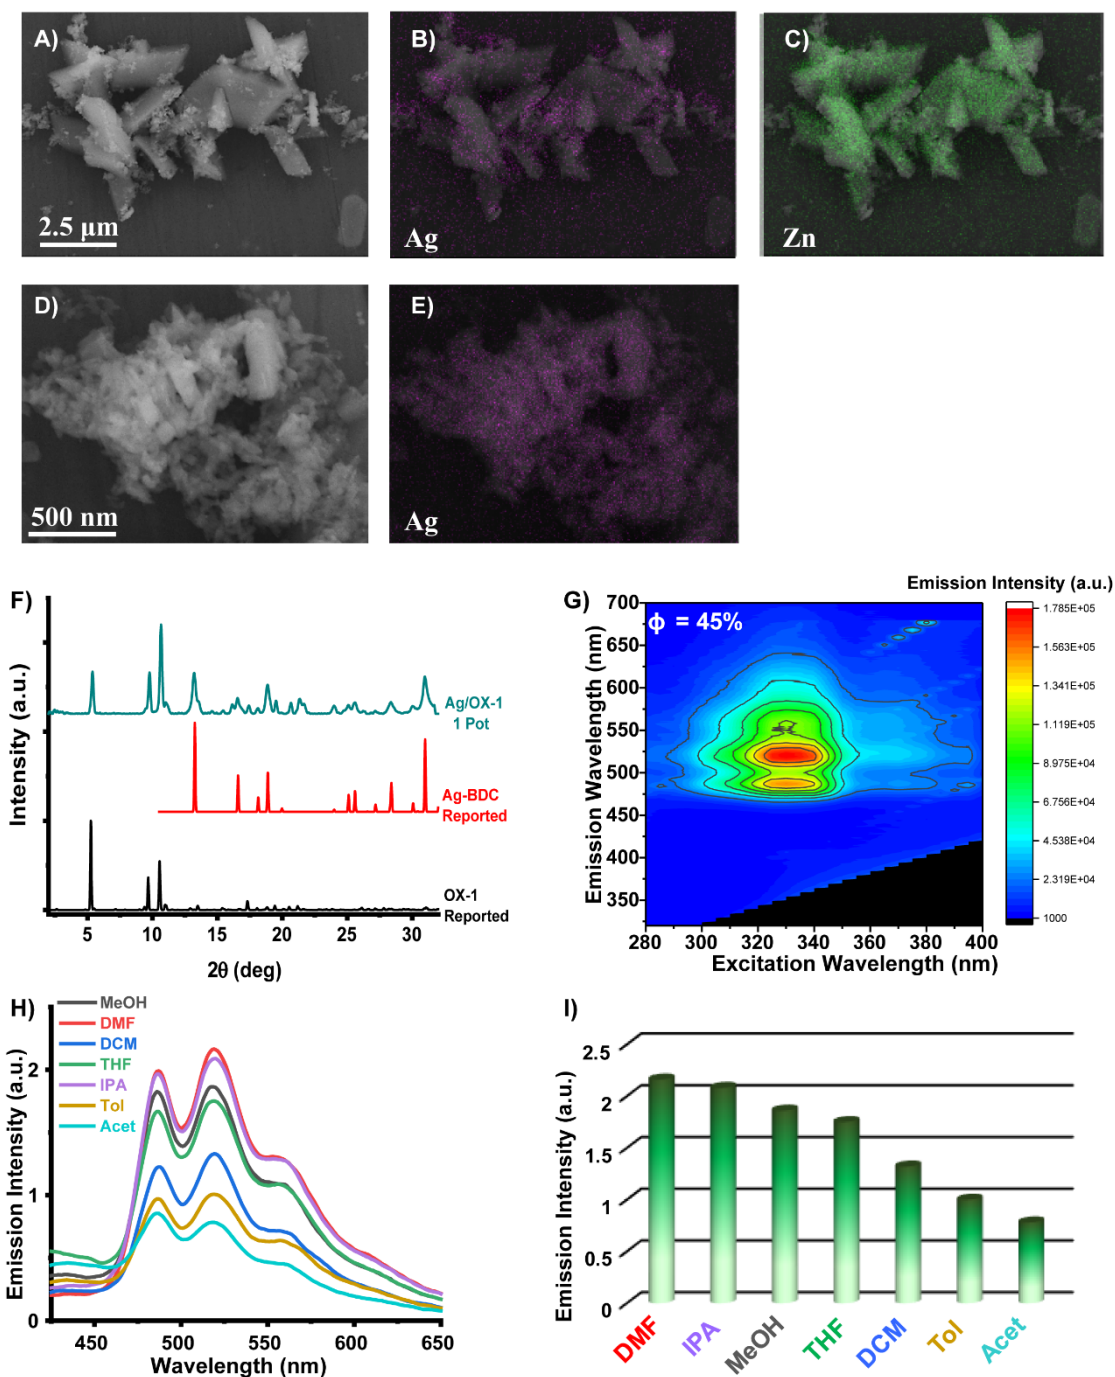 A)
2.5 μm
B)
Ag
C)
Zn
D)
500 nm
E)
Ag
F)
Intensity (a.u.)
Ag/OX-1
1 Pot
Ag-BDC
Reported
OX-1
Reported
5 10 15 20 25 30
2θ (deg)
G)
Emission Intensity (a.u.)
ϕ = 45%
Emission Wavelength (nm)
700
650
600
550
500
450
400
350
280 300 320 340 360 380 400
Excitation Wavelength (nm)
1.785E+05
1.563E+05
1.341E+05
1.119E+05
8.975E+04
6.756E+04
4.538E+04
2.319E+04
1000
H)
MeOH
DMF
DCM
THF
IPA
Tol
Acet
Emission Intensity (a.u.)
2
1
0
450 500 550 600 650
Wavelength (nm)
I)
Emission Intensity (a.u.)
2.5
2
1.5
1
0.5
0
DMF IPA MeOH THF DCM Tol Acet